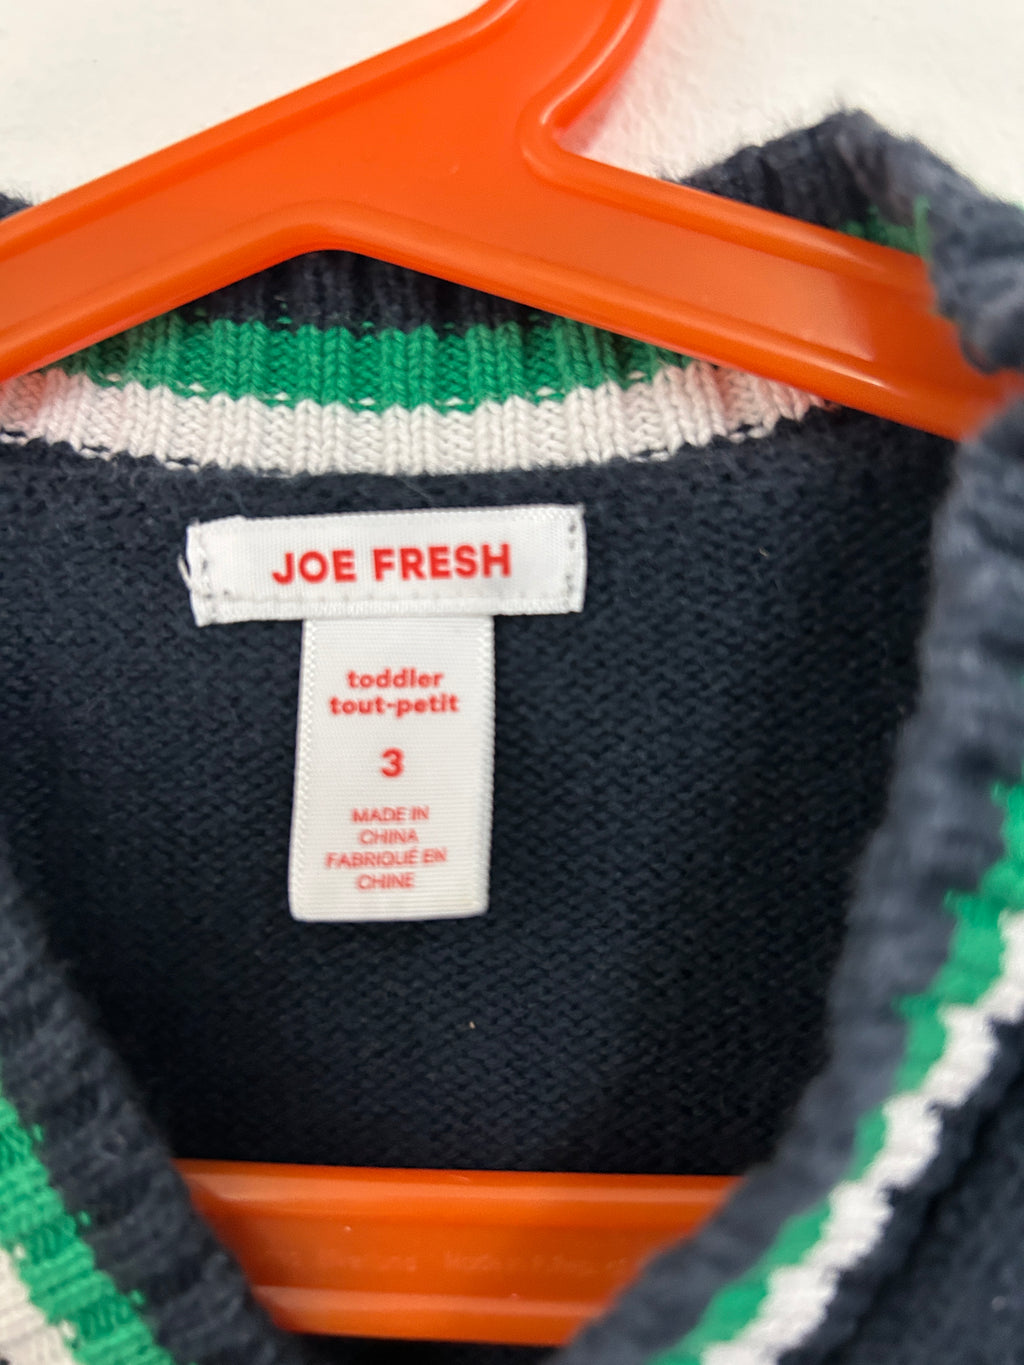 JOE FRESH
toddler
tout-petit
3
MADE IN
CHINA
FABRIQUÉ EN
CHINE